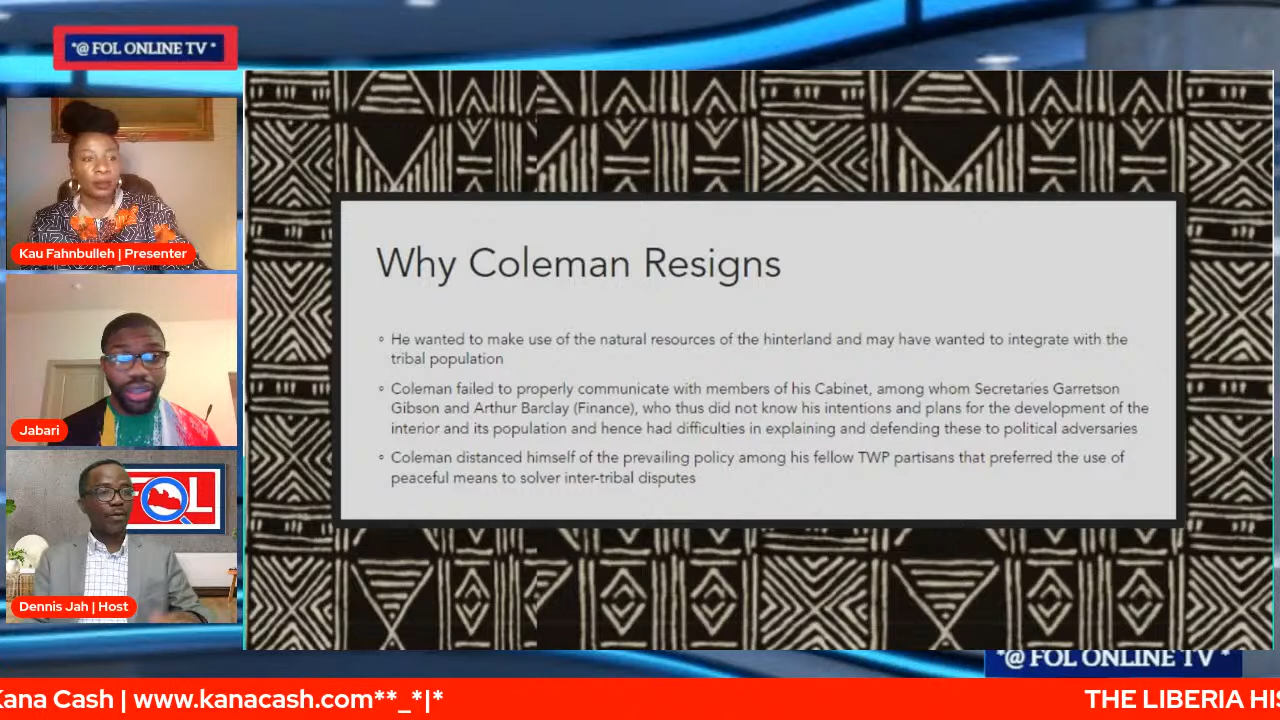 *@ FOL ONLINE TV *
Kau Fahnbulleh | Presenter
Jabari
FOL
Dennis Jah | Host
Why Coleman Resigns
◦ He wanted to make use of the natural resources of the hinterland and may have wanted to integrate with the
tribal population
◦ Coleman failed to properly communicate with members of his Cabinet, among whom Secretaries Garretson
Gibson and Arthur Barclay (Finance), who thus did not know his intentions and plans for the development of the
interior and its population and hence had difficulties in explaining and defending these to political adversaries
◦ Coleman distanced himself of the prevailing policy among his fellow TWP partisans that preferred the use of
peaceful means to solver inter-tribal disputes
*@ FOL ONLINE TV *
Kana Cash | www.kanacash.com**_*|*
THE LIBERIA HIS